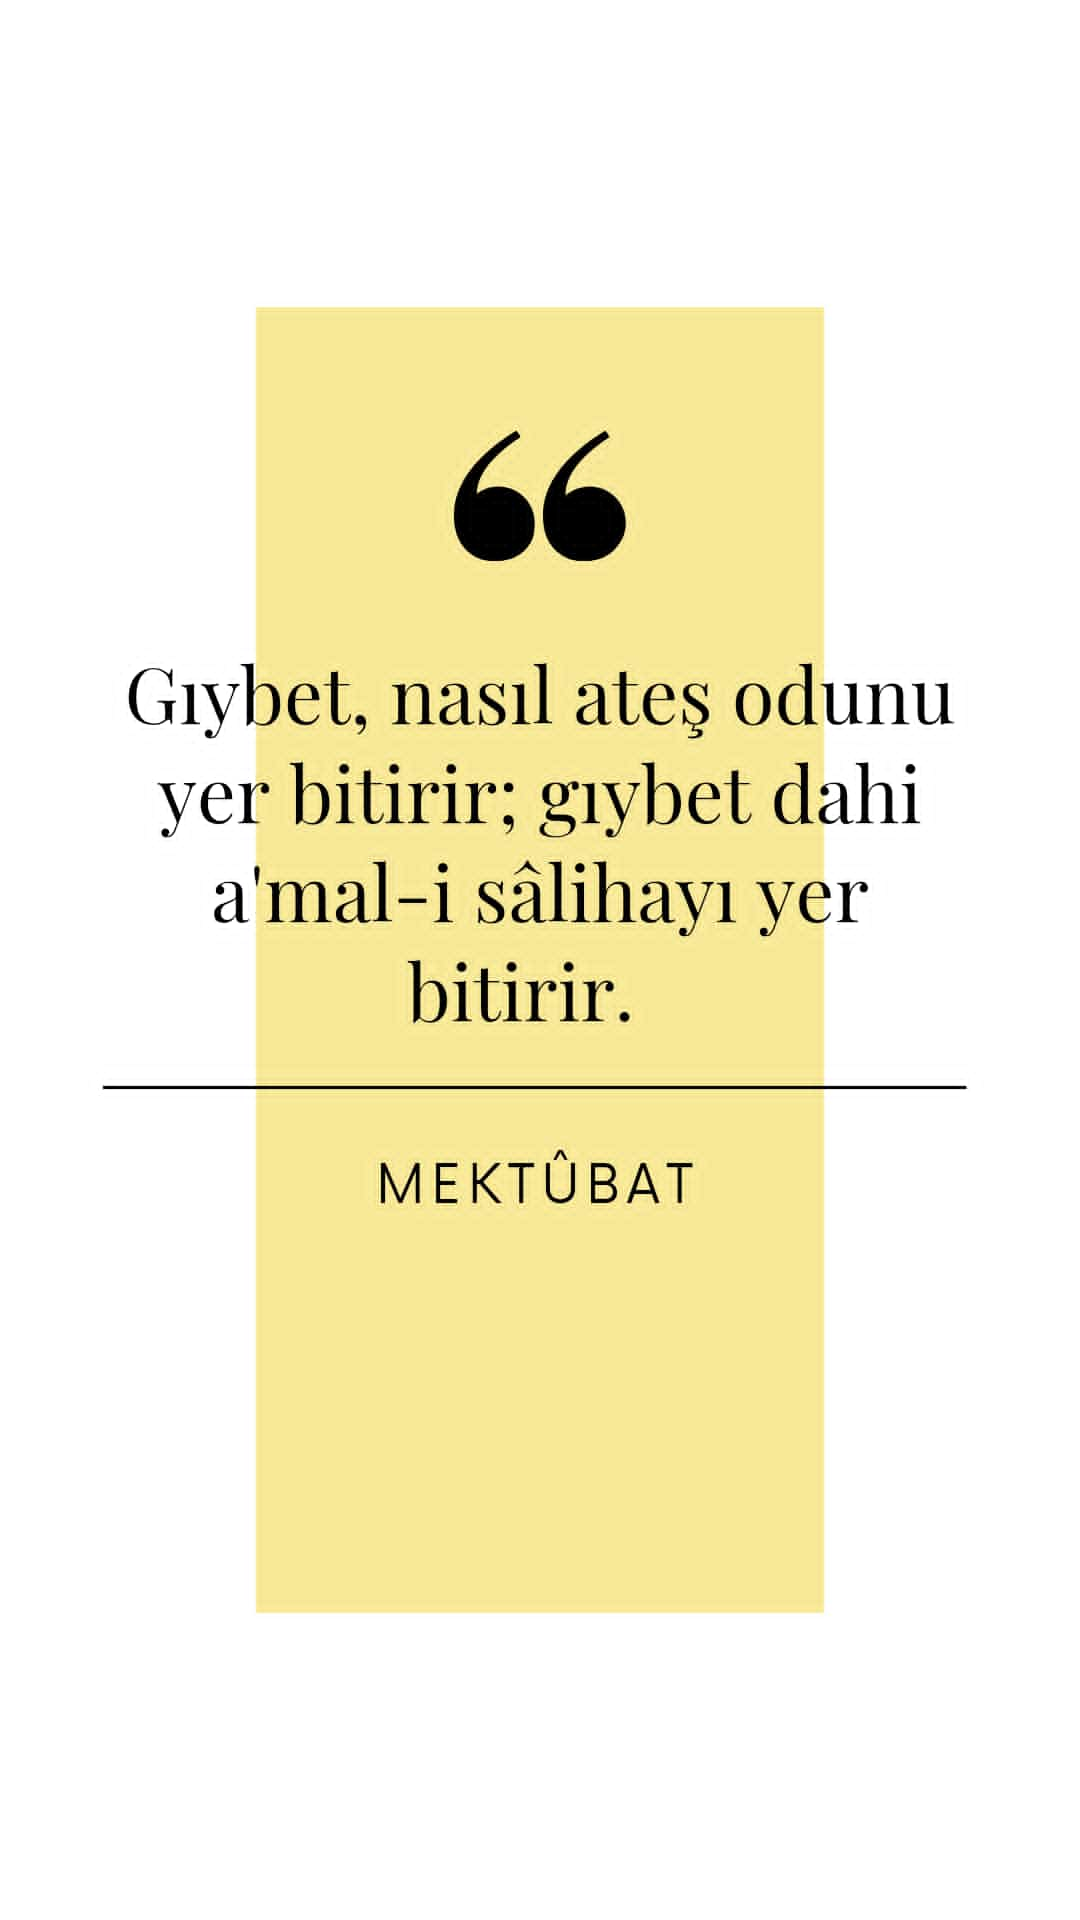 ❝
Gıybet, nasıl ateş odunu
yer bitirir; gıybet dahi
a'mal-i sâlihayı yer
bitirir.
MEKTÛBAT